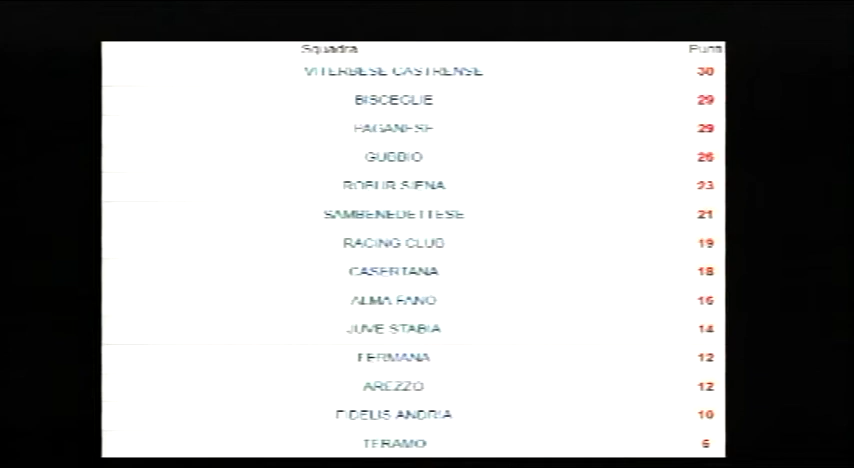 Squadra Punti
VITERBESE CASTRENSE 30
BISCEGLIE 29
PAGANESE 29
GUBBIO 26
ROBUR SIENA 23
SAMBENEDETTESE 21
RACING CLUB 19
CASERTANA 18
ALMA FANO 16
JUVE STABIA 14
FERMANA 12
AREZZO 12
FIDELIS ANDRIA 10
TERAMO 6